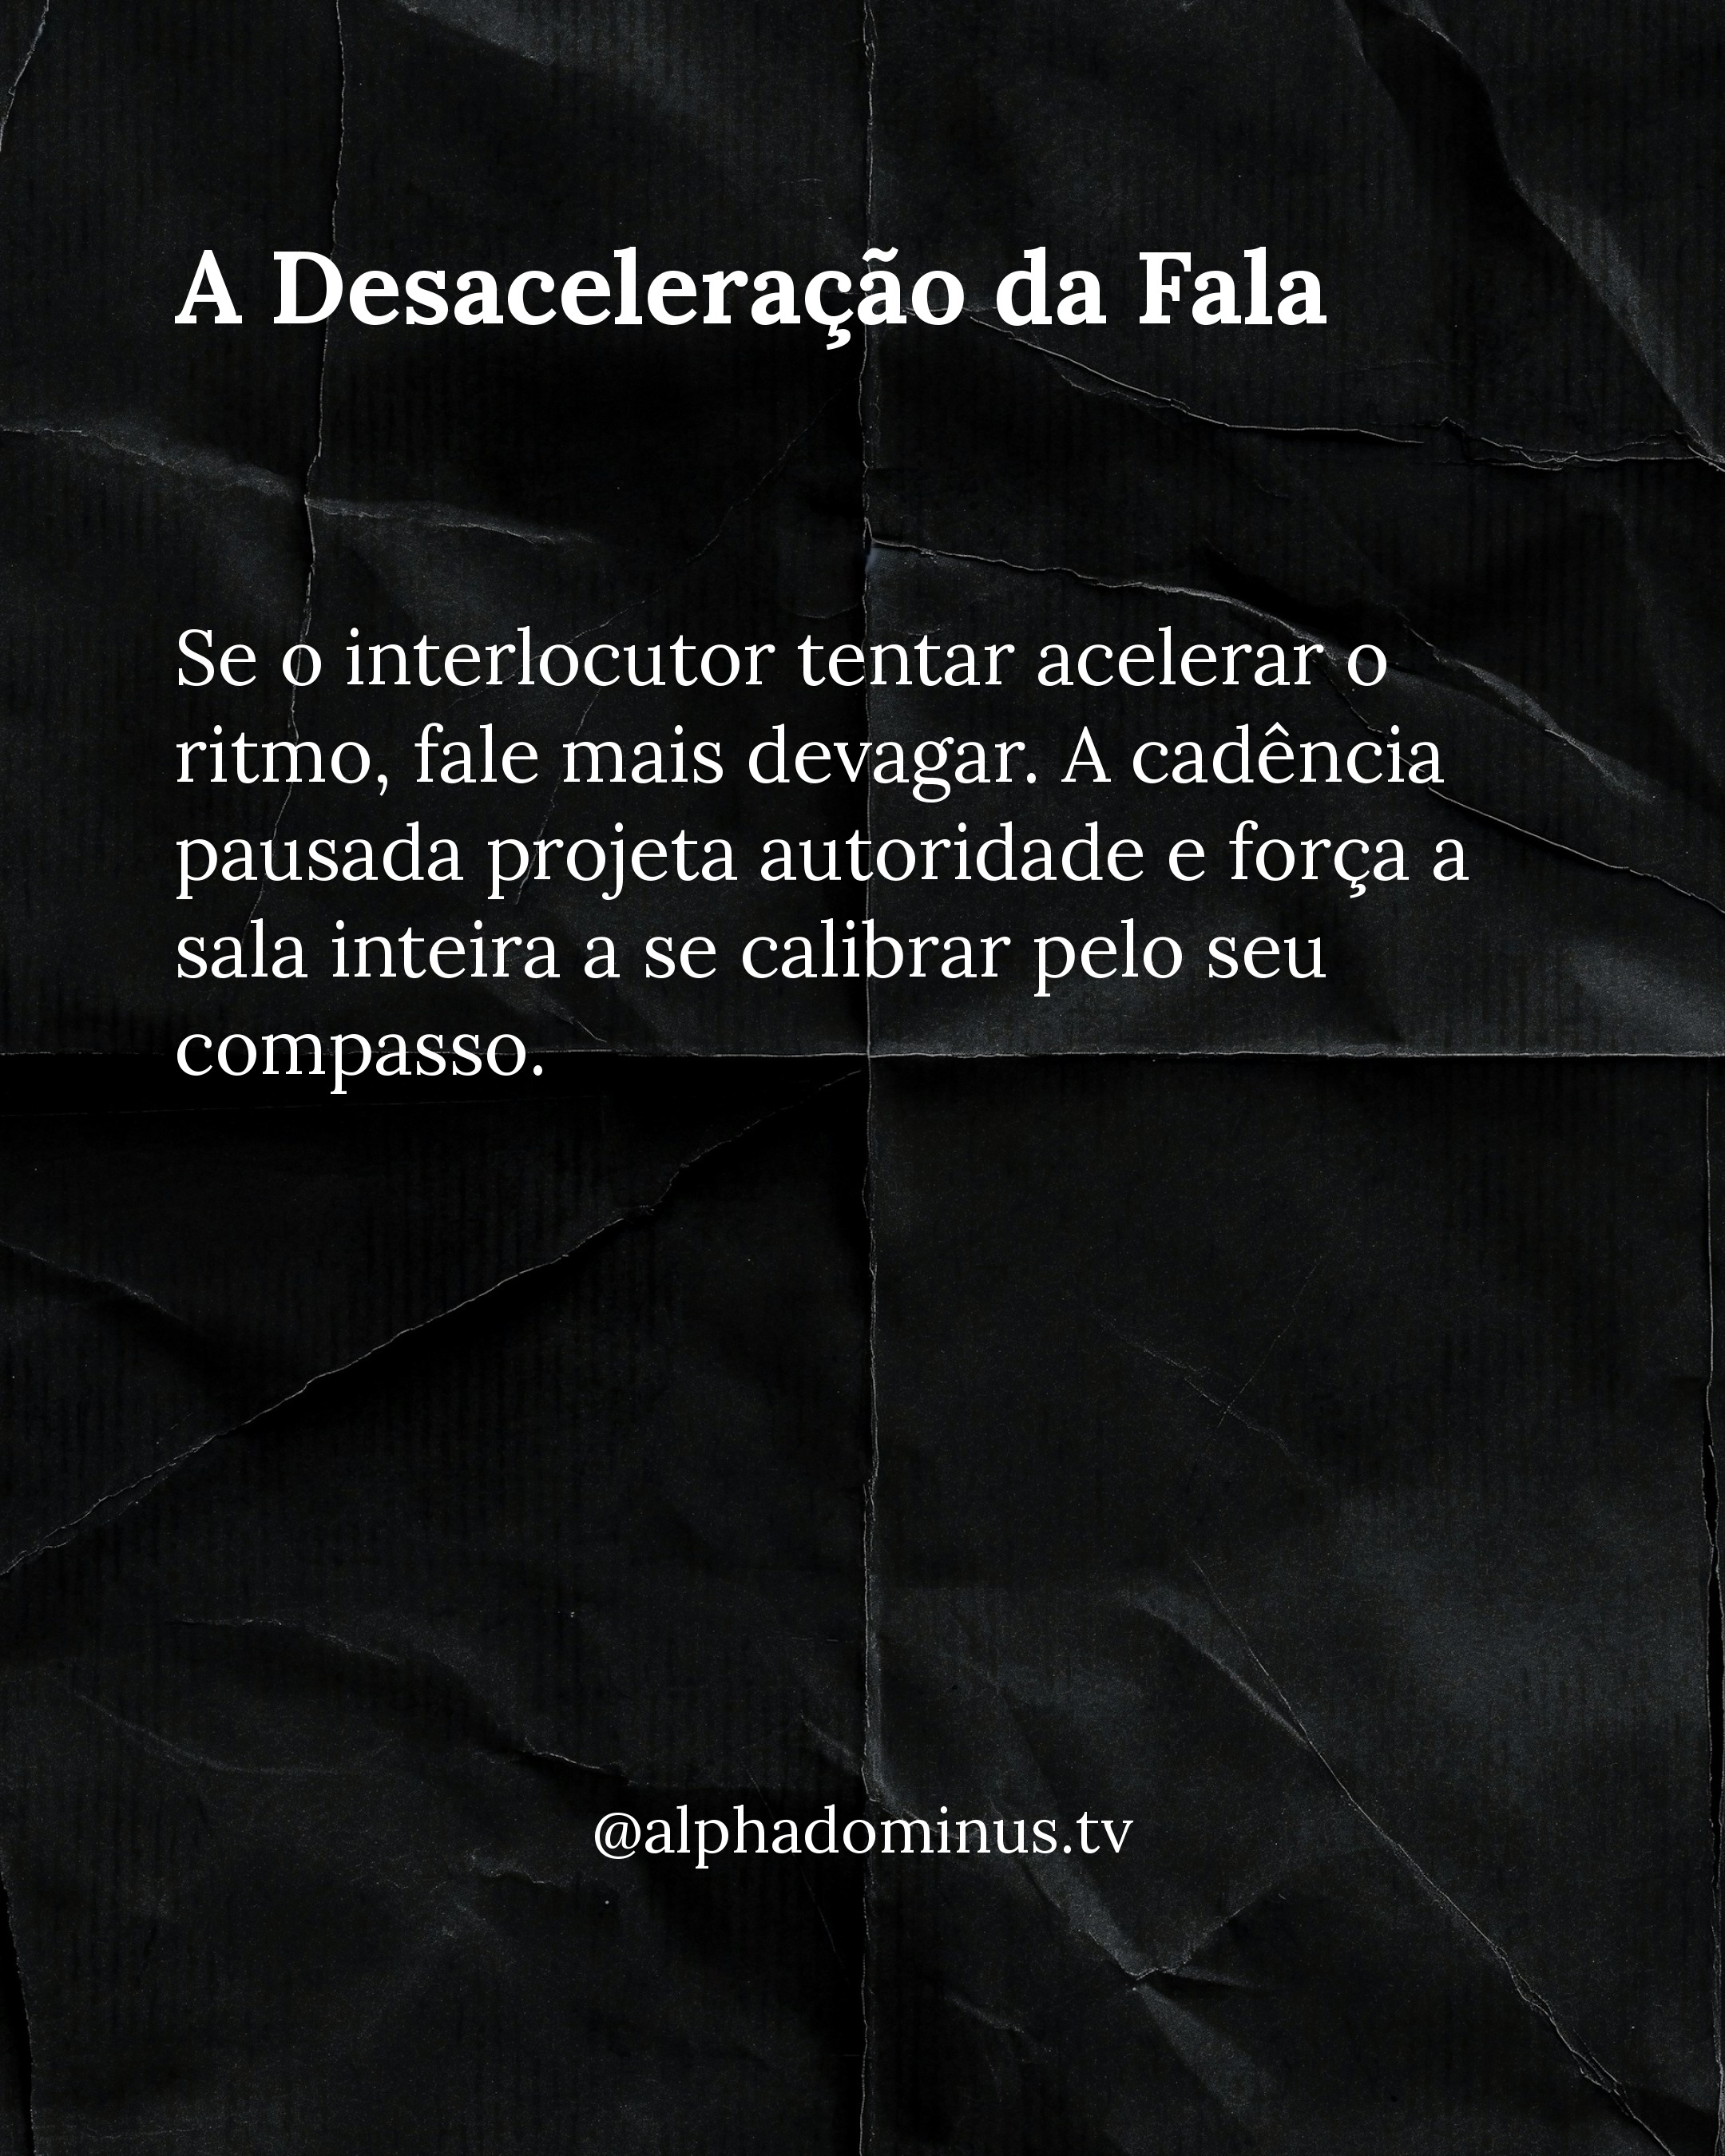 A Desaceleração da Fala
Se o interlocutor tentar acelerar o
ritmo, fale mais devagar. A cadência
pausada projeta autoridade e força a
sala inteira a se calibrar pelo seu
compasso.
@alphadominus.tv